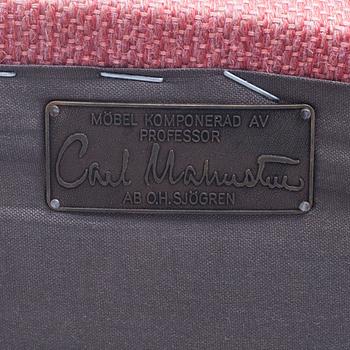 MÖBEL KOMPONERAD AV
PROFESSOR
Carl Malmsten
AB O.H. SJÖGREN